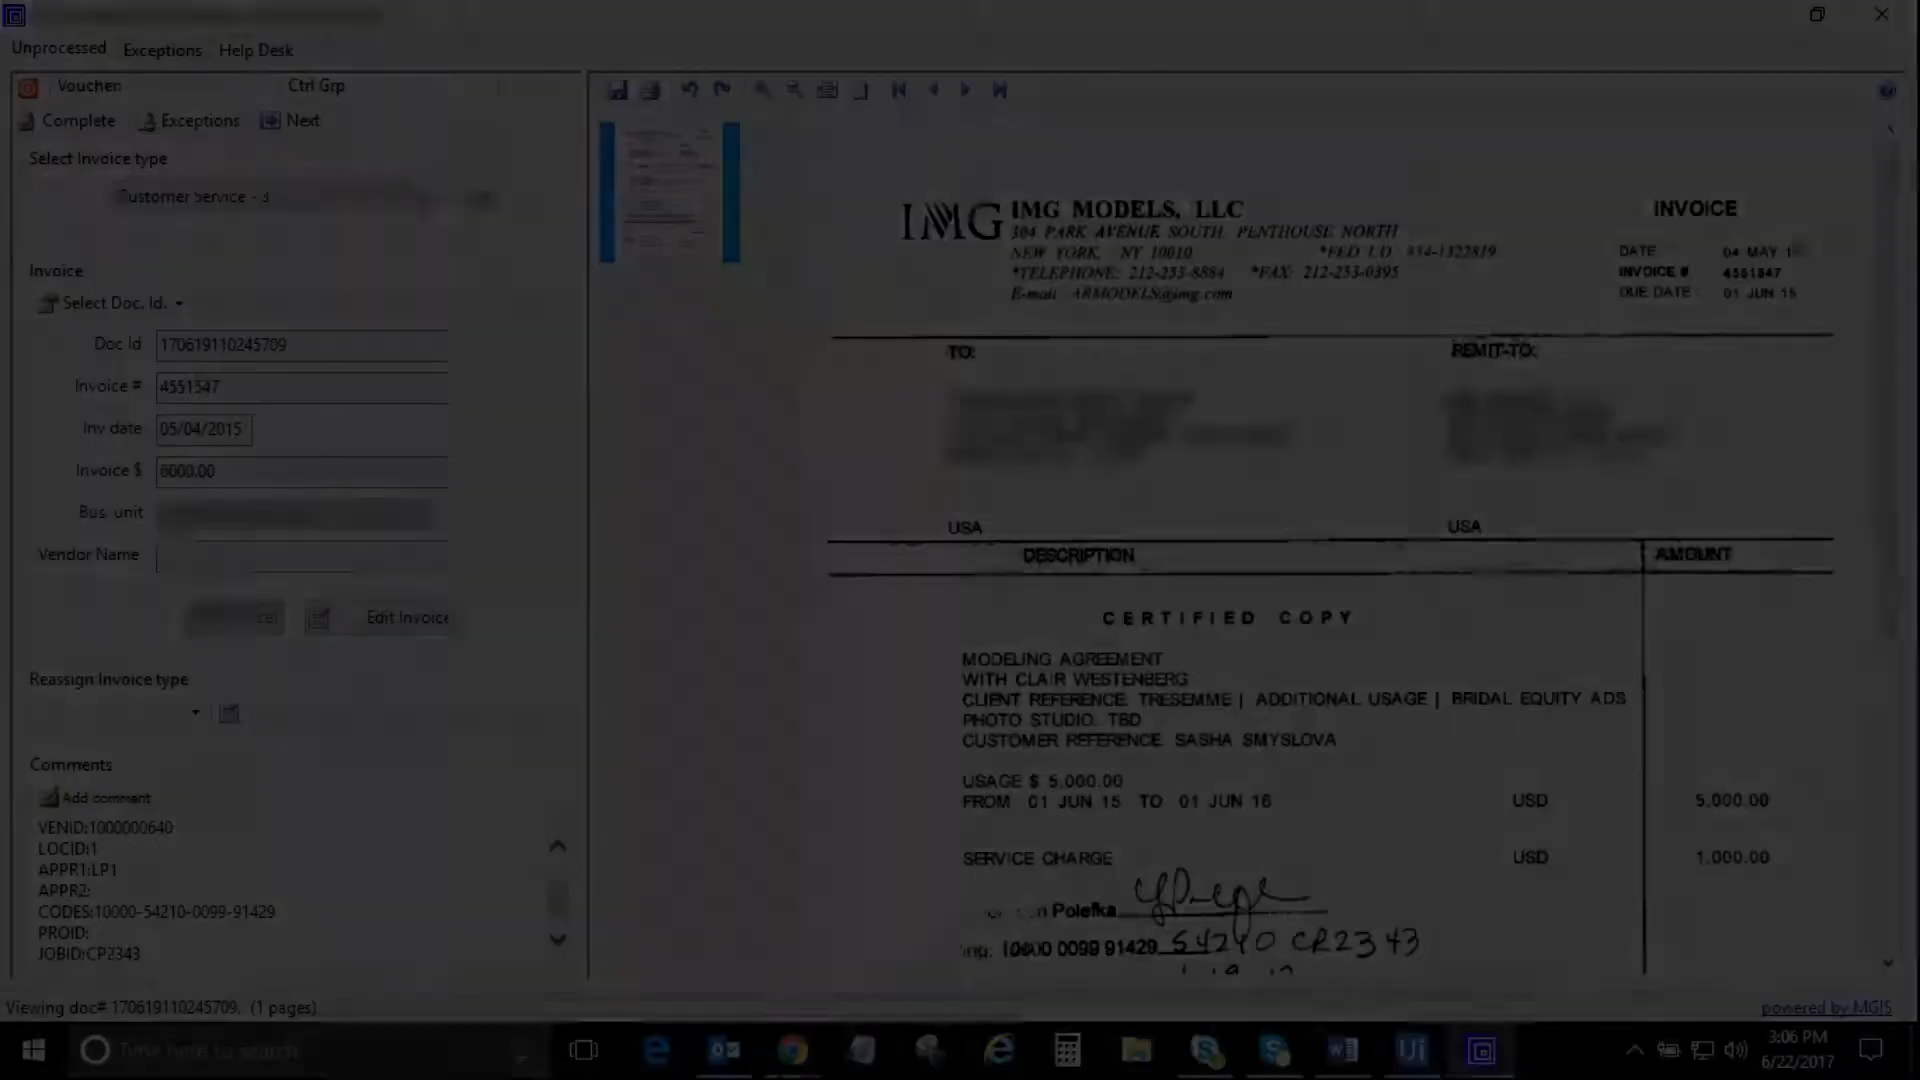 Unprocessed Exceptions Help Desk
Ctrl Grp
Complete Exceptions Next
Select Invoice type
Customer Service - 3
Invoice
Select Doc. Id.
Doc Id 170619110245709
Invoice # 4551547
Inv date 05/04/2015
Invoice $ 6000.00
Bus. unit
Vendor Name
Edit Invoice
Reassign Invoice type
Comments
Add comment
VENID:1000000640
LOCID:1
APPR1:LP1
APPR2:
CODES:10000-54210-0099-91429
PROID:
JOBID:CP2343
Viewing doc# 170619110245709, (1 pages)
IMG IMG MODELS, LLC
304 PARK AVENUE SOUTH, PENTHOUSE NORTH
NEW YORK, NY 10010
*TELEPHONE: 212-253-8884 *FAX: 212-253-0395
E-mail ARMODELS@img.com
INVOICE
DATE 04 MAY
INVOICE # 4551547
DUE DATE 01 JUN 15
TO:
REMIT-TO:
USA
USA
DESCRIPTION
AMOUNT
CERTIFIED COPY
MODELING AGREEMENT
WITH CLAIR WESTENBERG
CLIENT REFERENCE. TRESEMME | ADDITIONAL USAGE | BRIDAL EQUITY ADS
PHOTO STUDIO. TBD
CUSTOMER REFERENCE. SASHA SMYSLOVA
USAGE $ 5,000.00
FROM 01 JUN 15 TO 01 JUN 16 USD 5,000.00
SERVICE CHARGE USD 1,000.00
Polefka
0099 91429 54210 CR2343
powered by MGIS
Type here to search
3:06 PM
6/22/2017